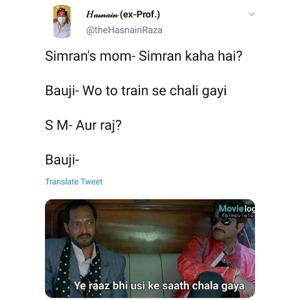 Hasnain (ex-Prof.)
@theHasnainRaza
Simran's mom- Simran kaha hai?
Bauji- Wo to train se chali gayi
S M- Aur raj?
Bauji-
Translate Tweet
Movielog
Ye raaz bhi usi ke saath chala gaya